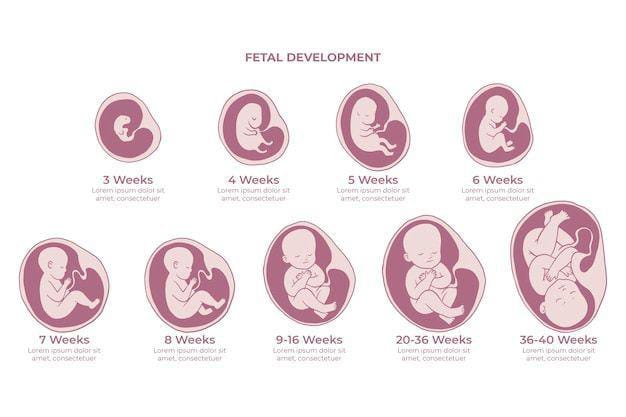 FETAL DEVELOPMENT
3 Weeks
Lorem ipsum dolor sit
amet, consectetuer
4 Weeks
Lorem ipsum dolor sit
amet, consectetuer
5 Weeks
Lorem ipsum dolor sit
amet, consectetuer
6 Weeks
Lorem ipsum dolor sit
amet, consectetuer
7 Weeks
Lorem ipsum dolor sit
amet, consectetuer
8 Weeks
Lorem ipsum dolor sit
amet, consectetuer
9-16 Weeks
Lorem ipsum dolor sit
amet, consectetuer
20-36 Weeks
Lorem ipsum dolor sit
amet, consectetuer
36-40 Weeks
Lorem ipsum dolor sit
amet, consectetuer